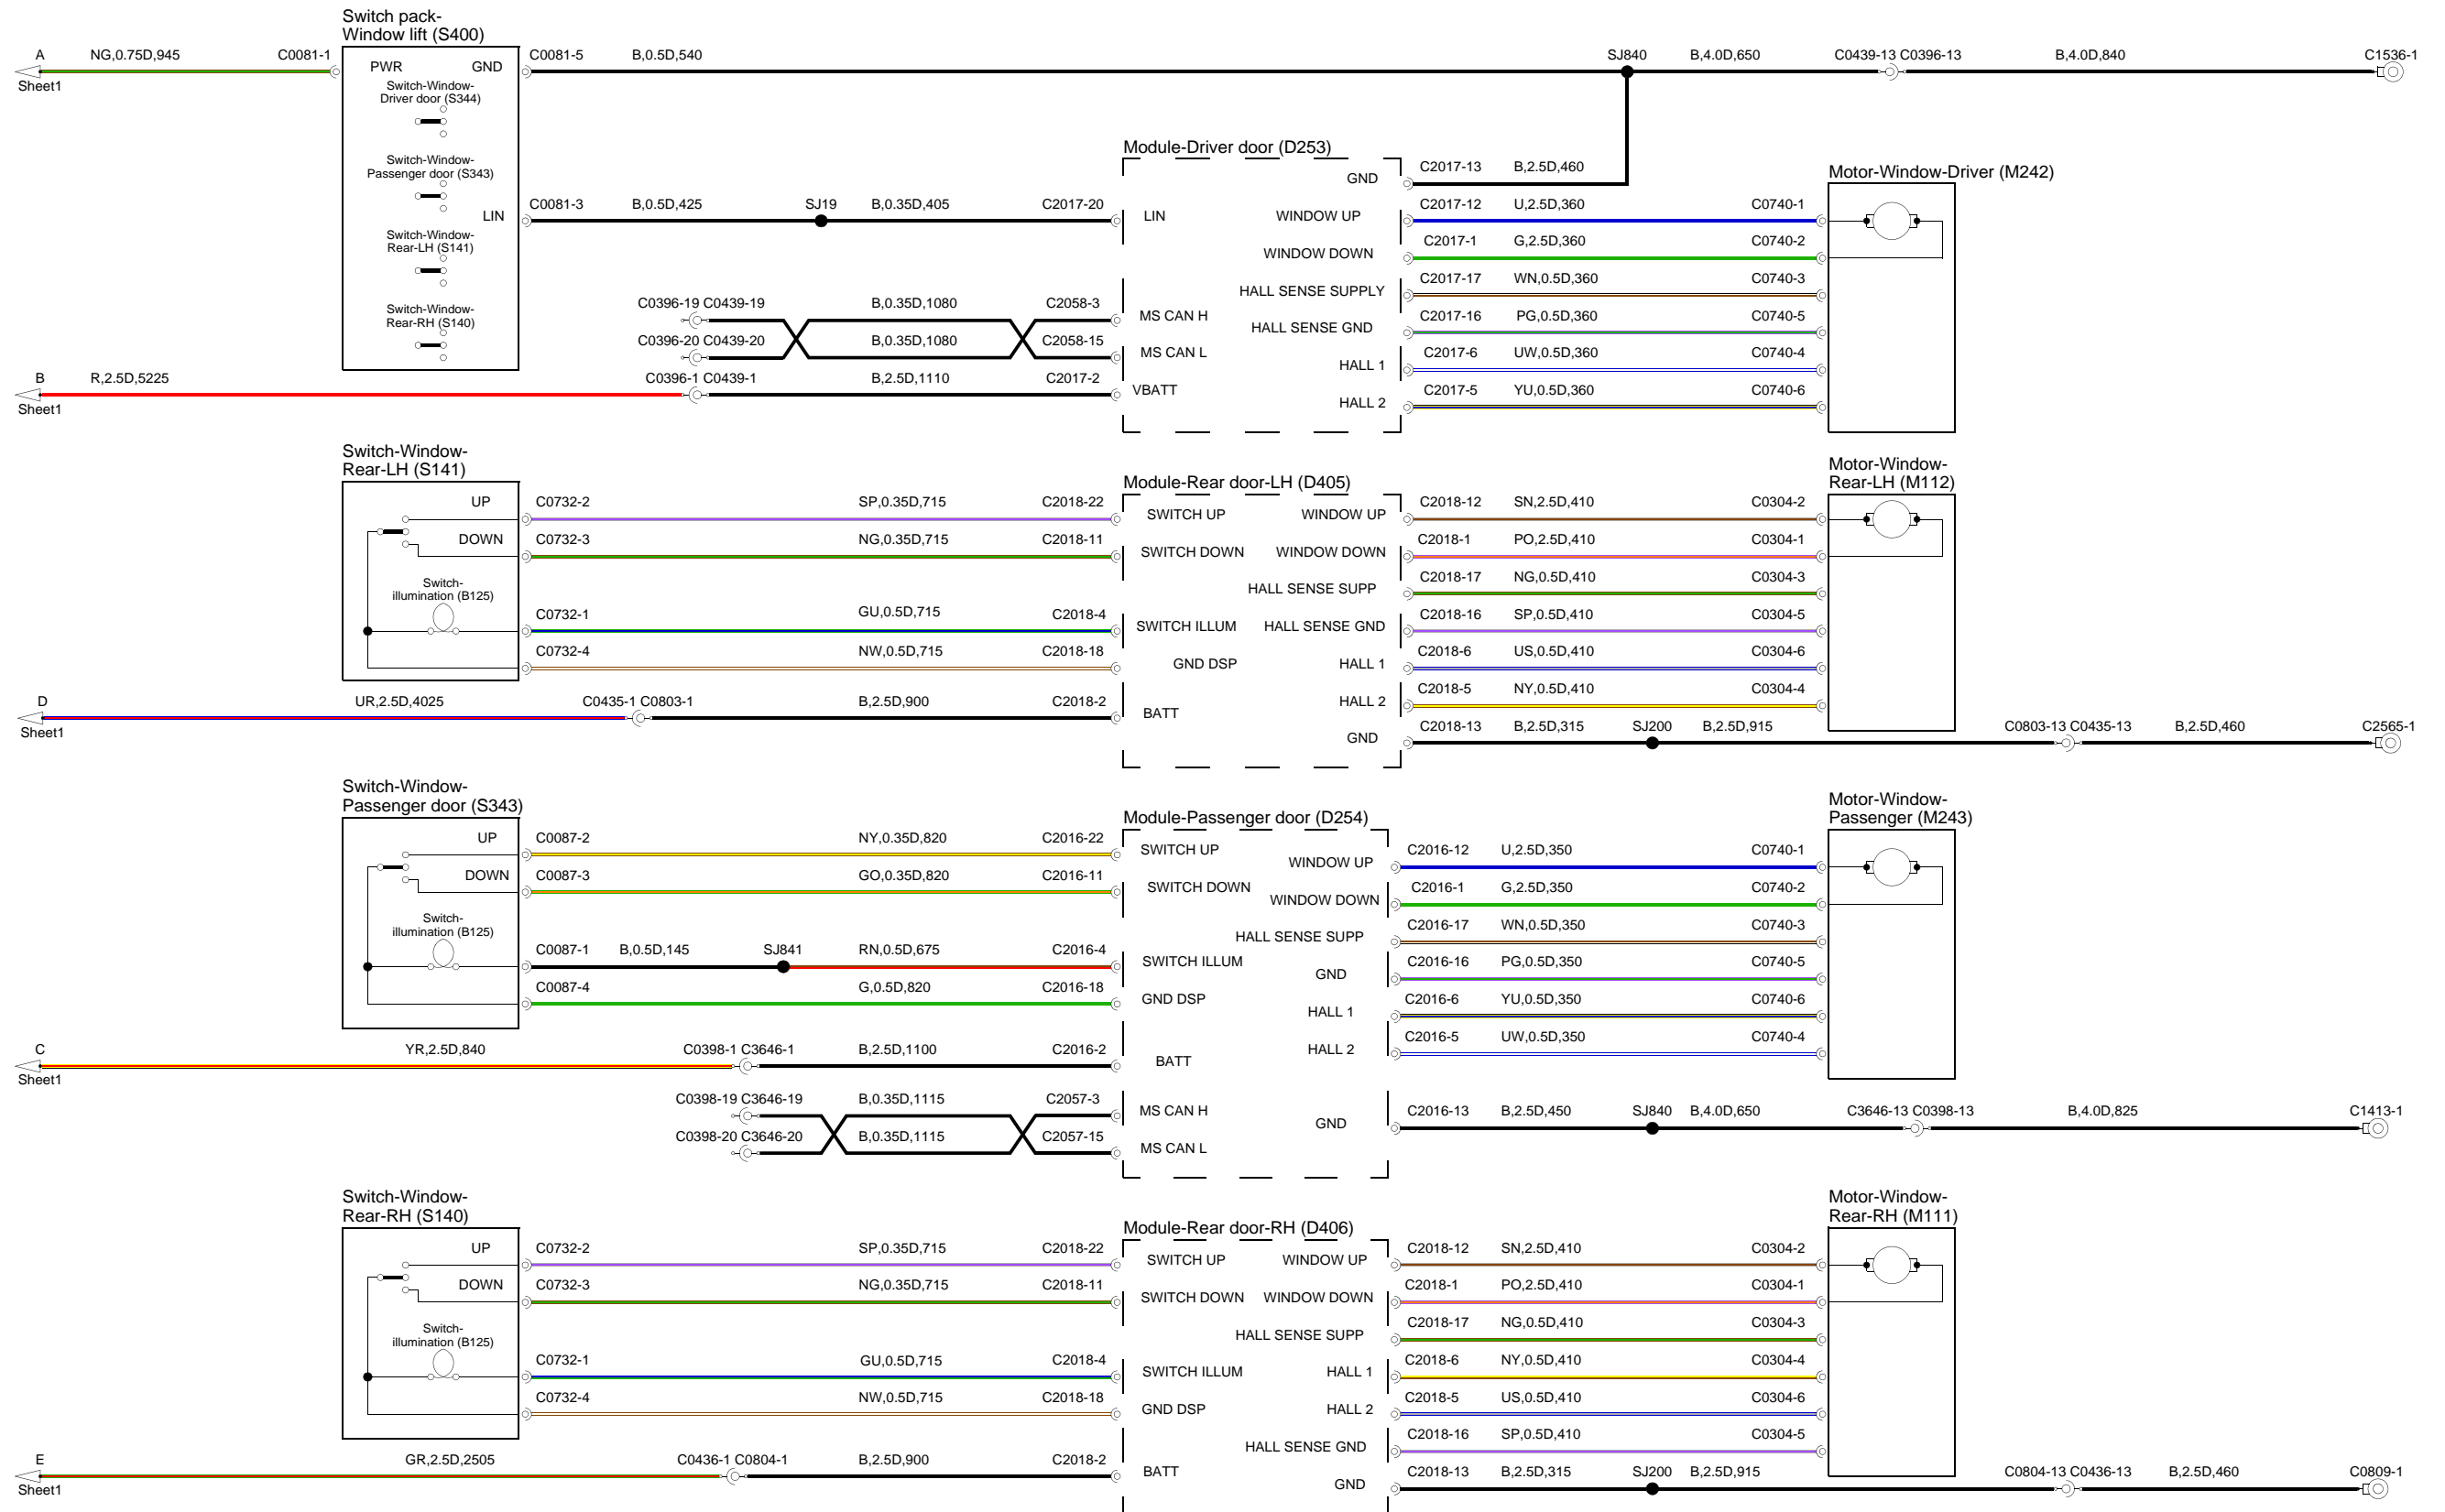 Switch pack-
Window lift (S400)
A
NG,0.75D,945
C0081-1
Sheet1
PWR
GND
C0081-5
B,0.5D,540
SJ840
B,4.0D,650
C0439-13 C0396-13
B,4.0D,840
C1536-1
Switch-Window-
Driver door (S344)
Switch-Window-
Passenger door (S343)
LIN
Switch-Window-
Rear-LH (S141)
Switch-Window-
Rear-RH (S140)
C0081-3
B,0.5D,425
SJ19
B,0.35D,405
C2017-20
C0396-19 C0439-19
B,0.35D,1080
C2058-3
C0396-20 C0439-20
B,0.35D,1080
C2058-15
B
R,2.5D,5225
Sheet1
C0396-1 C0439-1
B,2.5D,1110
C2017-2
Module-Driver door (D253)
GND
LIN
WINDOW UP
WINDOW DOWN
HALL SENSE SUPPLY
MS CAN H
HALL SENSE GND
MS CAN L
HALL 1
VBATT
HALL 2
C2017-13
B,2.5D,460
C2017-12
U,2.5D,360
C0740-1
C2017-1
G,2.5D,360
C0740-2
C2017-17
WN,0.5D,360
C0740-3
C2017-16
PG,0.5D,360
C0740-5
C2017-6
UW,0.5D,360
C0740-4
C2017-5
YU,0.5D,360
C0740-6
Motor-Window-Driver (M242)
Switch-Window-
Rear-LH (S141)
UP
DOWN
Switch-
illumination (B125)
C0732-2
SP,0.35D,715
C2018-22
C0732-3
NG,0.35D,715
C2018-11
C0732-1
GU,0.5D,715
C2018-4
C0732-4
NW,0.5D,715
C2018-18
D
UR,2.5D,4025
Sheet1
C0435-1 C0803-1
B,2.5D,900
C2018-2
Module-Rear door-LH (D405)
SWITCH UP
WINDOW UP
SWITCH DOWN
WINDOW DOWN
HALL SENSE SUPP
SWITCH ILLUM
HALL SENSE GND
GND DSP
HALL 1
HALL 2
BATT
GND
C2018-12
SN,2.5D,410
C0304-2
C2018-1
PO,2.5D,410
C0304-1
C2018-17
NG,0.5D,410
C0304-3
C2018-16
SP,0.5D,410
C0304-5
C2018-6
US,0.5D,410
C0304-6
C2018-5
NY,0.5D,410
C0304-4
C2018-13
B,2.5D,315
SJ200
B,2.5D,915
C0803-13 C0435-13
B,2.5D,460
C2565-1
Motor-Window-
Rear-LH (M112)
Switch-Window-
Passenger door (S343)
UP
DOWN
Switch-
illumination (B125)
C0087-2
NY,0.35D,820
C2016-22
C0087-3
GO,0.35D,820
C2016-11
C0087-1
B,0.5D,145
SJ841
RN,0.5D,675
C2016-4
C0087-4
G,0.5D,820
C2016-18
C
YR,2.5D,840
Sheet1
C0398-1 C3646-1
B,2.5D,1100
C2016-2
C0398-19 C3646-19
B,0.35D,1115
C2057-3
C0398-20 C3646-20
B,0.35D,1115
C2057-15
Module-Passenger door (D254)
SWITCH UP
WINDOW UP
SWITCH DOWN
WINDOW DOWN
HALL SENSE SUPP
SWITCH ILLUM
GND
GND DSP
HALL 1
HALL 2
BATT
MS CAN H
GND
MS CAN L
C2016-12
U,2.5D,350
C0740-1
C2016-1
G,2.5D,350
C0740-2
C2016-17
WN,0.5D,350
C0740-3
C2016-16
PG,0.5D,350
C0740-5
C2016-6
YU,0.5D,350
C0740-6
C2016-5
UW,0.5D,350
C0740-4
C2016-13
B,2.5D,450
SJ840
B,4.0D,650
C3646-13 C0398-13
B,4.0D,825
C1413-1
Motor-Window-
Passenger (M243)
Switch-Window-
Rear-RH (S140)
UP
DOWN
Switch-
illumination (B125)
C0732-2
SP,0.35D,715
C2018-22
C0732-3
NG,0.35D,715
C2018-11
C0732-1
GU,0.5D,715
C2018-4
C0732-4
NW,0.5D,715
C2018-18
E
GR,2.5D,2505
Sheet1
C0436-1 C0804-1
B,2.5D,900
C2018-2
Module-Rear door-RH (D406)
SWITCH UP
WINDOW UP
SWITCH DOWN
WINDOW DOWN
HALL SENSE SUPP
SWITCH ILLUM
HALL 1
GND DSP
HALL 2
HALL SENSE GND
BATT
GND
C2018-12
SN,2.5D,410
C0304-2
C2018-1
PO,2.5D,410
C0304-1
C2018-17
NG,0.5D,410
C0304-3
C2018-6
NY,0.5D,410
C0304-4
C2018-5
US,0.5D,410
C0304-6
C2018-16
SP,0.5D,410
C0304-5
C2018-13
B,2.5D,315
SJ200
B,2.5D,915
C0804-13 C0436-13
B,2.5D,460
C0809-1
Motor-Window-
Rear-RH (M111)